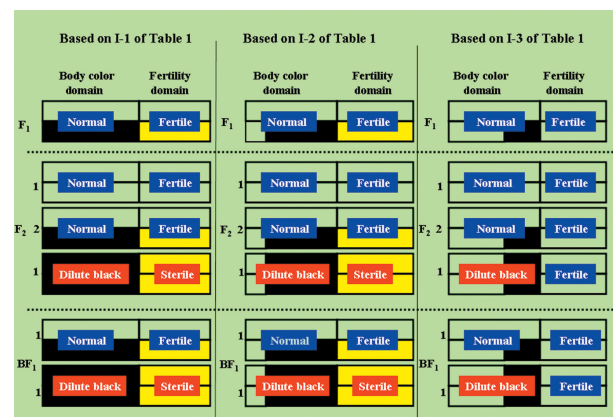 Based on I-1 of Table 1 Based on I-2 of Table 1 Based on I-3 of Table 1
Body color domain Fertility domain Body color domain Fertility domain Body color domain Fertility domain
F1 Normal Fertile F1 Normal Fertile F1 Normal Fertile
1 Normal Fertile 1 Normal Fertile 1 Normal Fertile
F2 2 Normal Fertile F2 2 Normal Fertile F2 2 Normal Fertile
1 Dilute black Sterile 1 Dilute black Sterile 1 Dilute black Fertile
1 Normal Fertile 1 Normal Fertile 1 Normal Fertile
BF1 BF1 BF1
1 Dilute black Sterile 1 Dilute black Sterile 1 Dilute black Fertile